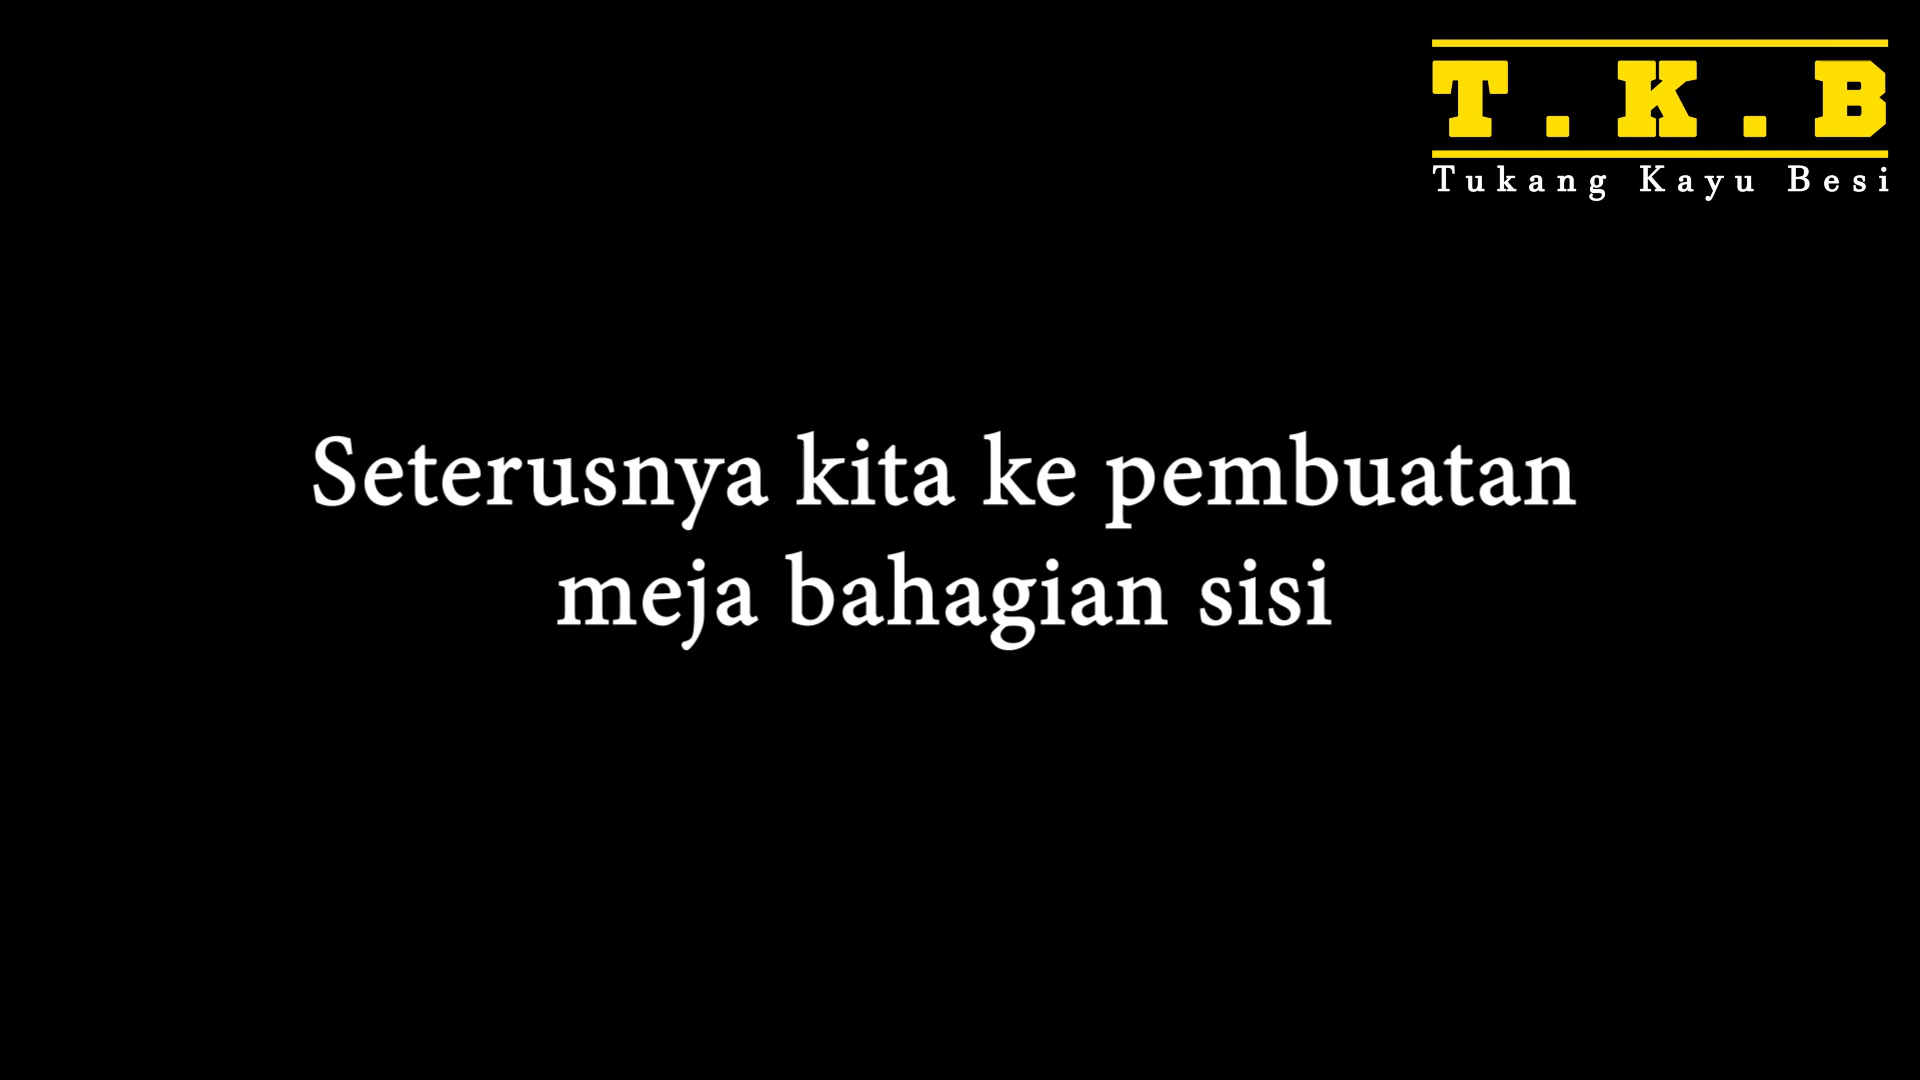 T.K.B
Tukang Kayu Besi
Seterusnya kita ke pembuatan
meja bahagian sisi